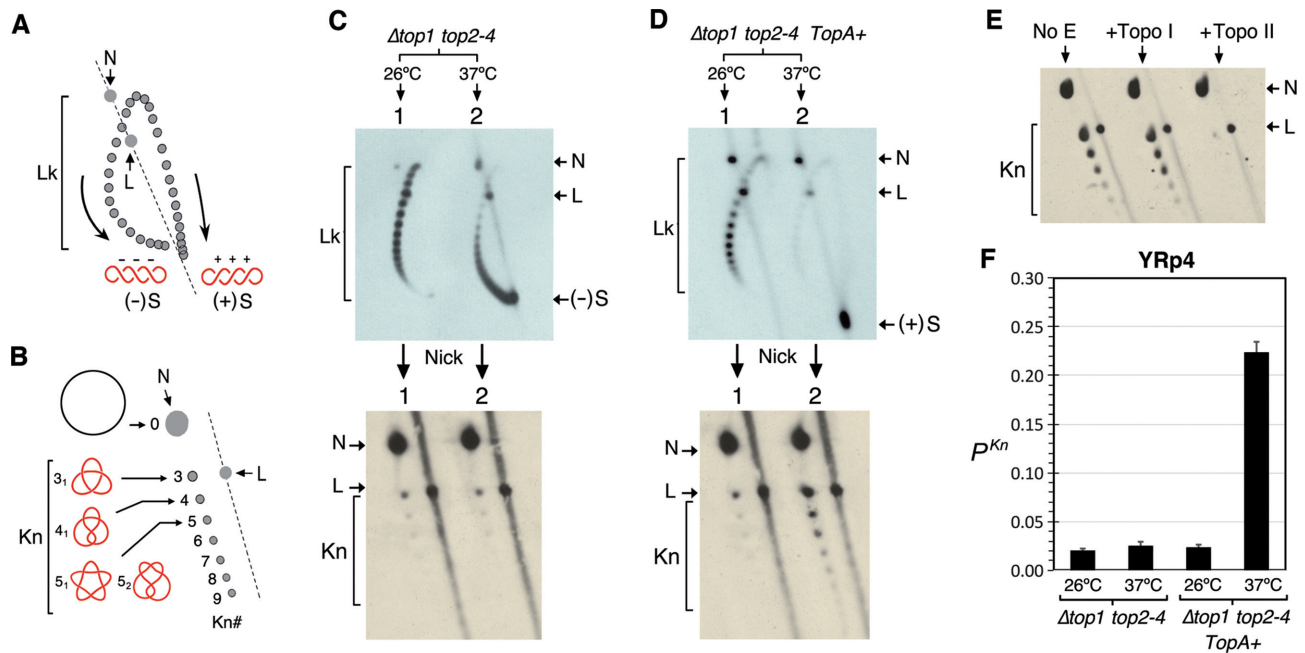 A
N
Lk
L
- - -
(-)S
+ + +
(+)S
B
N
0
L
Kn
3₁
4₁
5₁
5₂
3
4
5
6
7
8
9
Kn#
C
Δtop1 top2-4
26ºC
37ºC
1
2
Lk
N
L
(-)S
Nick
1
2
N
L
Kn
D
Δtop1 top2-4 TopA+
26ºC
37ºC
1
2
Lk
N
L
(+)S
Nick
1
2
N
L
Kn
E
No E +Topo I +Topo II
N
L
Kn
F
YRp4
0.30
0.25
0.20
0.15
0.10
0.05
0.00
P^Kn
26ºC 37ºC 26ºC 37ºC
Δtop1 top2-4 Δtop1 top2-4
TopA+